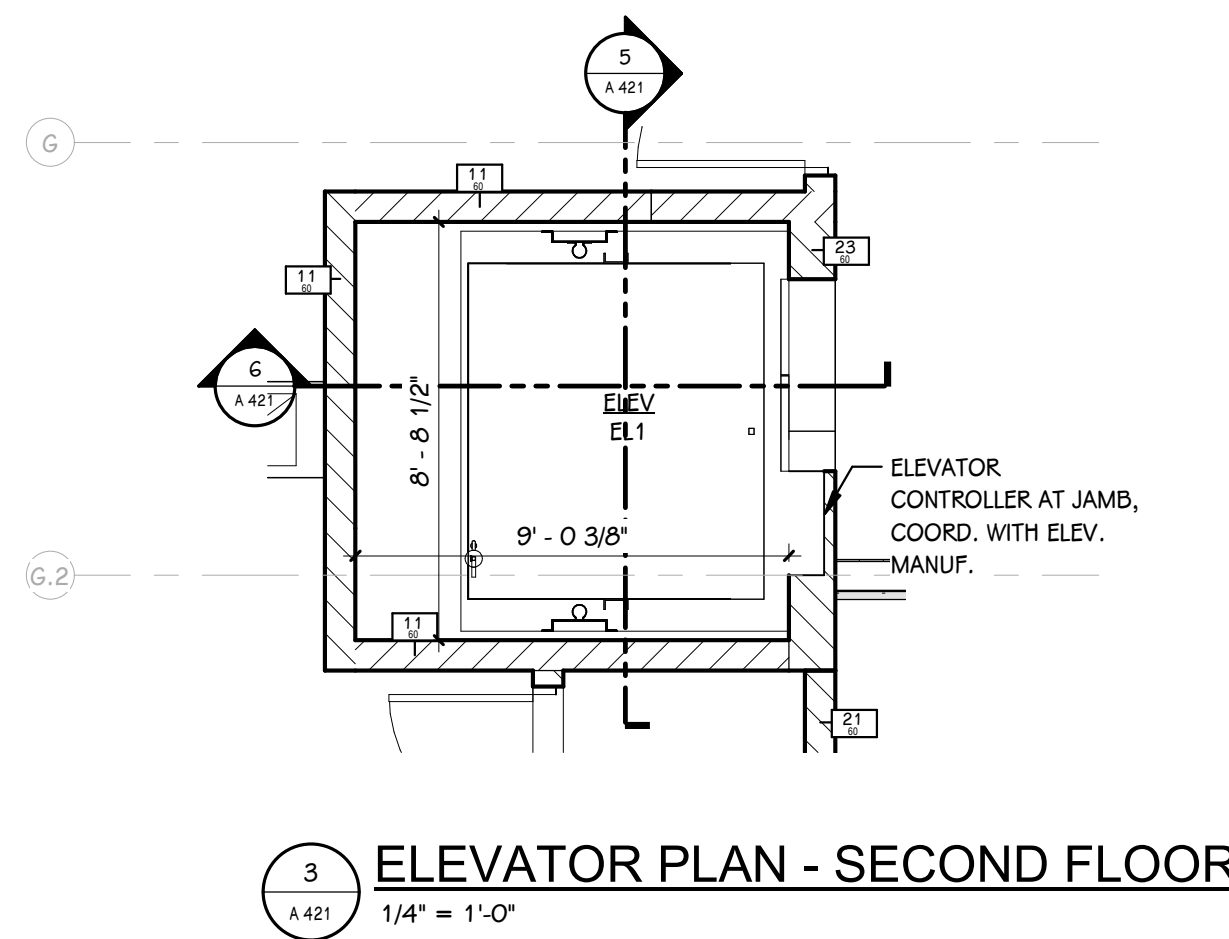 5
A 421
G
11
60
23
60
11
60
6
A 421
8' - 8 1/2"
ELEV
EL1
ELEVATOR
CONTROLLER AT JAMB,
COORD. WITH ELEV.
MANUF.
9' - 0 3/8"
G.2
11
60
21
60
3
A 421
ELEVATOR PLAN - SECOND FLOOR
1/4" = 1'-0"